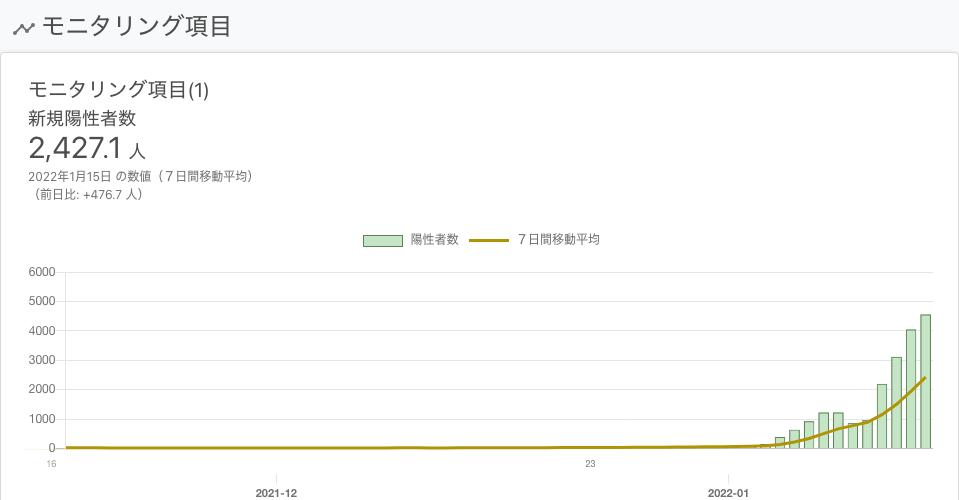 モニタリング項目
モニタリング項目(1)
新規陽性者数
2,427.1 人
2022年1月15日 の数値（７日間移動平均）
（前日比: +476.7 人）
陽性者数 ７日間移動平均
6000
5000
4000
3000
2000
1000
0
16 23
2021-12 2022-01